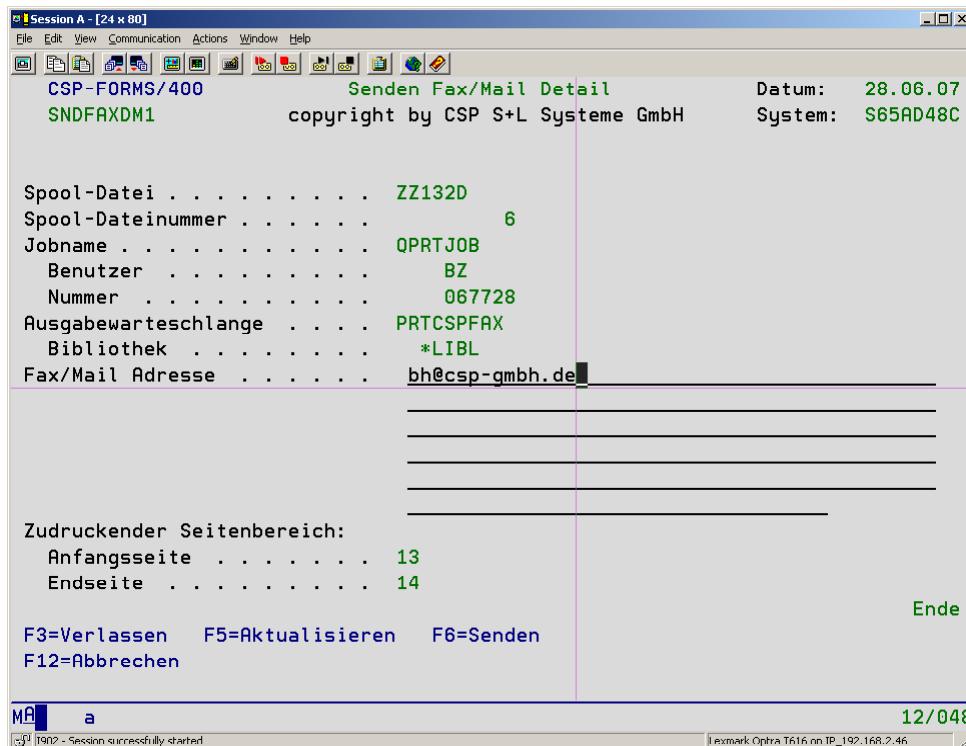 Session A - [24 x 80]
File Edit View Communication Actions Window Help
CSP-FORMS/400 Senden Fax/Mail Detail Datum: 28.06.07
SNDFAXDM1 copyright by CSP S+L Systeme GmbH System: S65AD48C
Spool-Datei . . . . . . . . . ZZ132D
Spool-Dateinummer . . . . . . 6
Jobname . . . . . . . . . . . QPRTJOB
Benutzer . . . . . . . . . BZ
Nummer . . . . . . . . . . 067728
Ausgabewarteschlange . . . . PRTCSPFAX
Bibliothek . . . . . . . . *LIBL
Fax/Mail Adresse . . . . . . bh@csp-gmbh.de
Zudruckender Seitenbereich:
Anfangsseite . . . . . . . 13
Endseite . . . . . . . . . 14
Ende
F3=Verlassen F5=Aktualisieren F6=Senden
F12=Abbrechen
MA a 12/048
I902 - Session successfully started Lexmark Optra T616 on IP_192.168.2.46